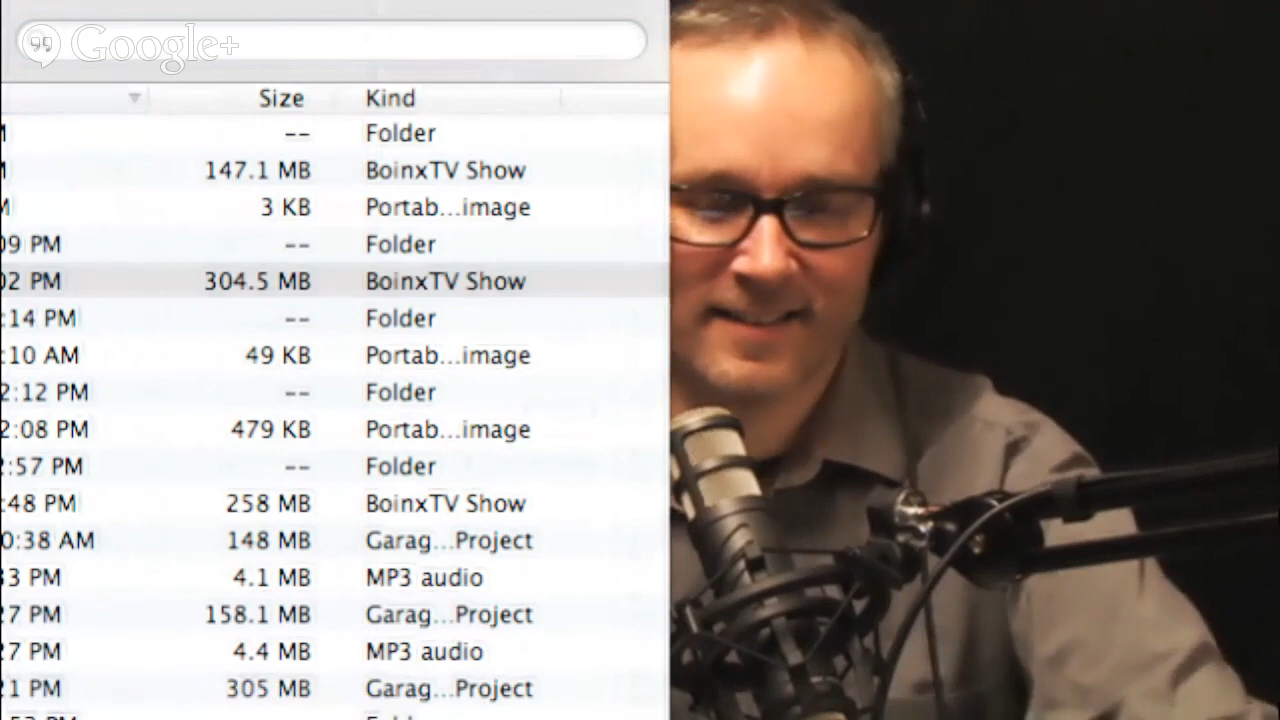 Google+
Size Kind
M -- Folder
M 147.1 MB BoinxTV Show
M 3 KB Portab...image
09 PM -- Folder
02 PM 304.5 MB BoinxTV Show
:14 PM -- Folder
:10 AM 49 KB Portab...image
2:12 PM -- Folder
2:08 PM 479 KB Portab...image
:57 PM -- Folder
:48 PM 258 MB BoinxTV Show
0:38 AM 148 MB Garag...Project
33 PM 4.1 MB MP3 audio
27 PM 158.1 MB Garag...Project
27 PM 4.4 MB MP3 audio
21 PM 305 MB Garag...Project